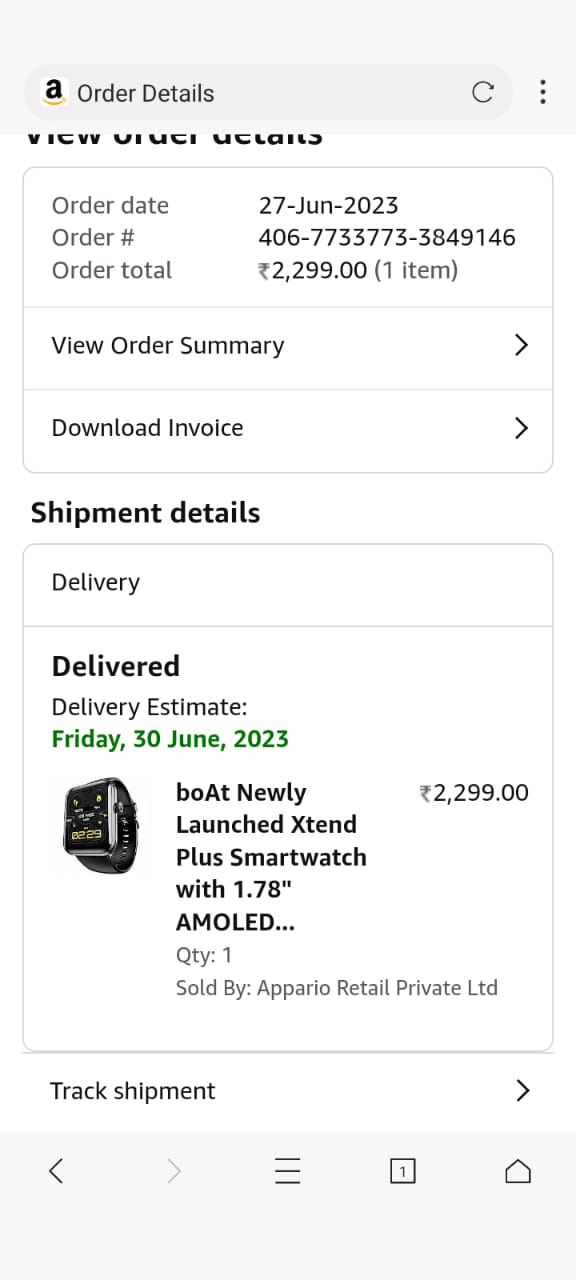 a Order Details
View order details
Order date 27-Jun-2023
Order # 406-7733773-3849146
Order total ₹2,299.00 (1 item)
View Order Summary
Download Invoice
Shipment details
Delivery
Delivered
Delivery Estimate:
Friday, 30 June, 2023
boAt Newly ₹2,299.00
Launched Xtend
Plus Smartwatch
with 1.78"
AMOLED...
02:29
Qty: 1
Sold By: Appario Retail Private Ltd
Track shipment
1